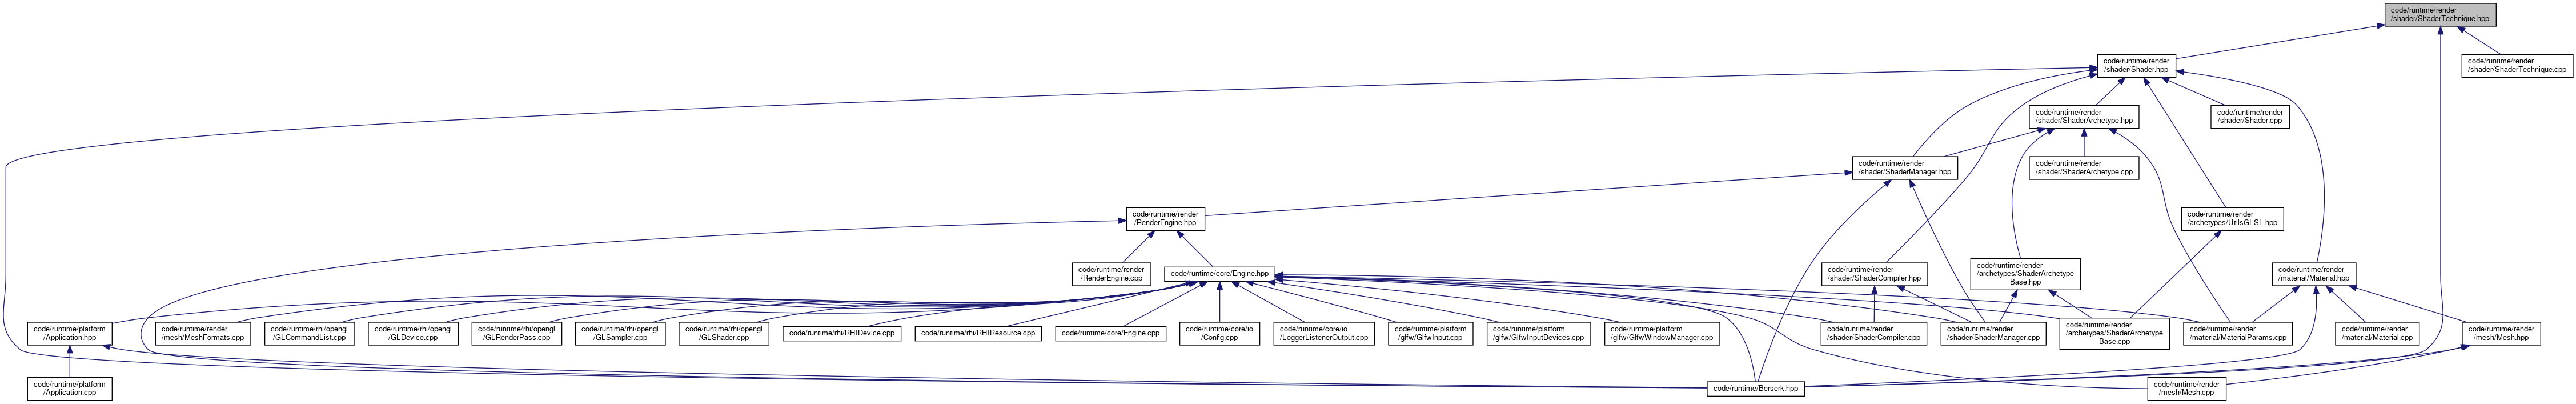 code/runtime/render
/shader/ShaderTechnique.hpp
code/runtime/render
/shader/Shader.hpp
code/runtime/render
/shader/ShaderTechnique.cpp
code/runtime/render
/shader/ShaderArchetype.hpp
code/runtime/render
/shader/Shader.cpp
code/runtime/render
/shader/ShaderManager.hpp
code/runtime/render
/shader/ShaderArchetype.cpp
code/runtime/render
/RenderEngine.hpp
code/runtime/render
/archetypes/UtilsGLSL.hpp
code/runtime/render
/RenderEngine.cpp
code/runtime/core/Engine.hpp
code/runtime/render
/shader/ShaderCompiler.hpp
code/runtime/render
/archetypes/ShaderArchetype
Base.hpp
code/runtime/render
/material/Material.hpp
code/runtime/platform
/Application.hpp
code/runtime/render
/mesh/MeshFormats.cpp
code/runtime/rhi/opengl
/GLCommandList.cpp
code/runtime/rhi/opengl
/GLDevice.cpp
code/runtime/rhi/opengl
/GLRenderPass.cpp
code/runtime/rhi/opengl
/GLSampler.cpp
code/runtime/rhi/opengl
/GLShader.cpp
code/runtime/rhi/RHIDevice.cpp
code/runtime/rhi/RHIResource.cpp
code/runtime/core/Engine.cpp
code/runtime/core/io
/Config.cpp
code/runtime/core/io
/LoggerListenerOutput.cpp
code/runtime/platform
/glfw/GlfwInput.cpp
code/runtime/platform
/glfw/GlfwInputDevices.cpp
code/runtime/platform
/glfw/GlfwWindowManager.cpp
code/runtime/render
/shader/ShaderCompiler.cpp
code/runtime/render
/shader/ShaderManager.cpp
code/runtime/render
/archetypes/ShaderArchetype
Base.cpp
code/runtime/render
/material/MaterialParams.cpp
code/runtime/render
/material/Material.cpp
code/runtime/render
/mesh/Mesh.hpp
code/runtime/platform
/Application.cpp
code/runtime/Berserk.hpp
code/runtime/render
/mesh/Mesh.cpp